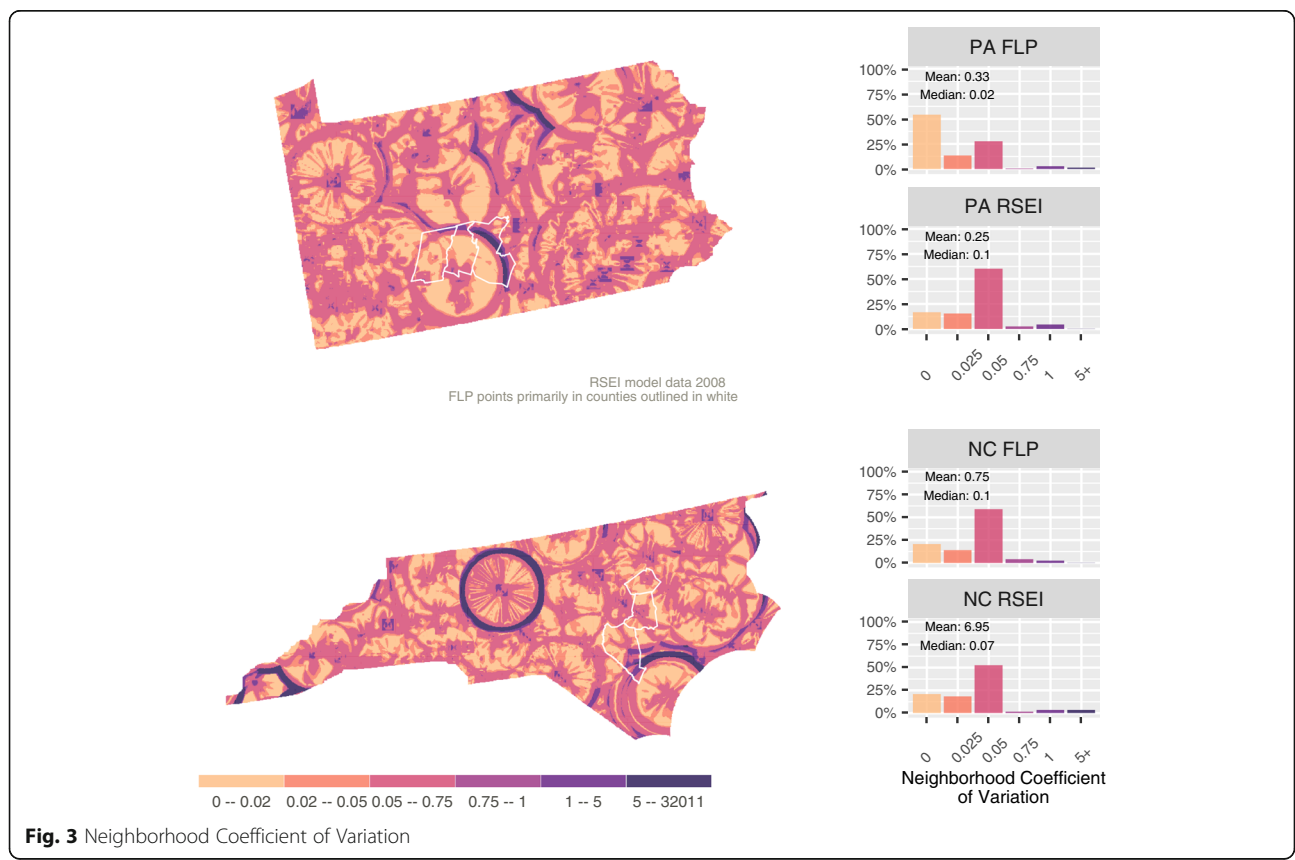 PA FLP
100%
75%
50%
25%
0%
Mean: 0.33
Median: 0.02
PA RSEI
100%
75%
50%
25%
0%
Mean: 0.25
Median: 0.1
0
0.025
0.05
0.75
1
5+
RSEI model data 2008
FLP points primarily in counties outlined in white
NC FLP
100%
75%
50%
25%
0%
Mean: 0.75
Median: 0.1
NC RSEI
100%
75%
50%
25%
0%
Mean: 6.95
Median: 0.07
0
0.025
0.05
0.75
1
5+
Neighborhood Coefficient
of Variation
0 -- 0.02 0.02 -- 0.05 0.05 -- 0.75 0.75 -- 1 1 -- 5 5 -- 32011
Fig. 3 Neighborhood Coefficient of Variation